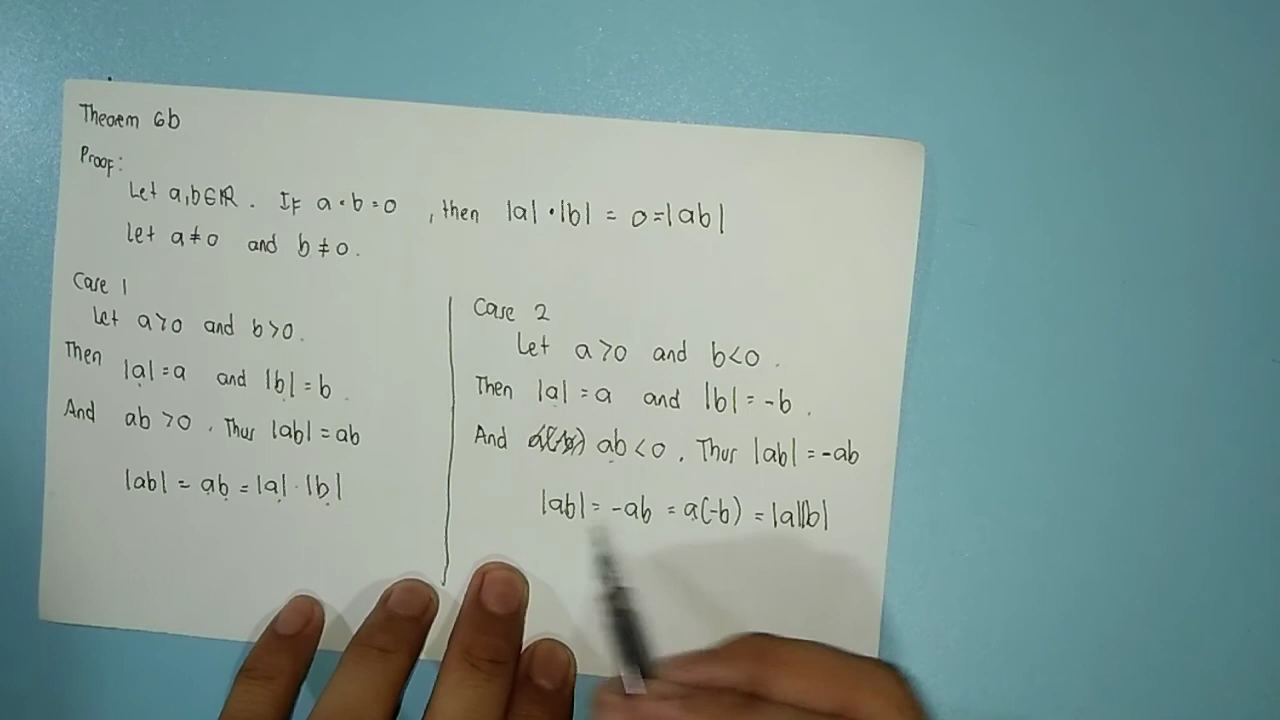 Theorem 6b
Proof:
Let a,b∈ℝ. If a·b=0, then |a|·|b| = 0=|ab|
Let a≠0 and b≠0.
Case 1
Let a>0 and b>0.
Then |a|=a and |b|=b.
And ab>0. Thus |ab|=ab
|ab| = ab = |a|·|b|
Case 2
Let a>0 and b<0.
Then |a|=a and |b|=-b.
And ab<0. Thus |ab|=-ab
|ab|= -ab = a(-b) = |a||b|